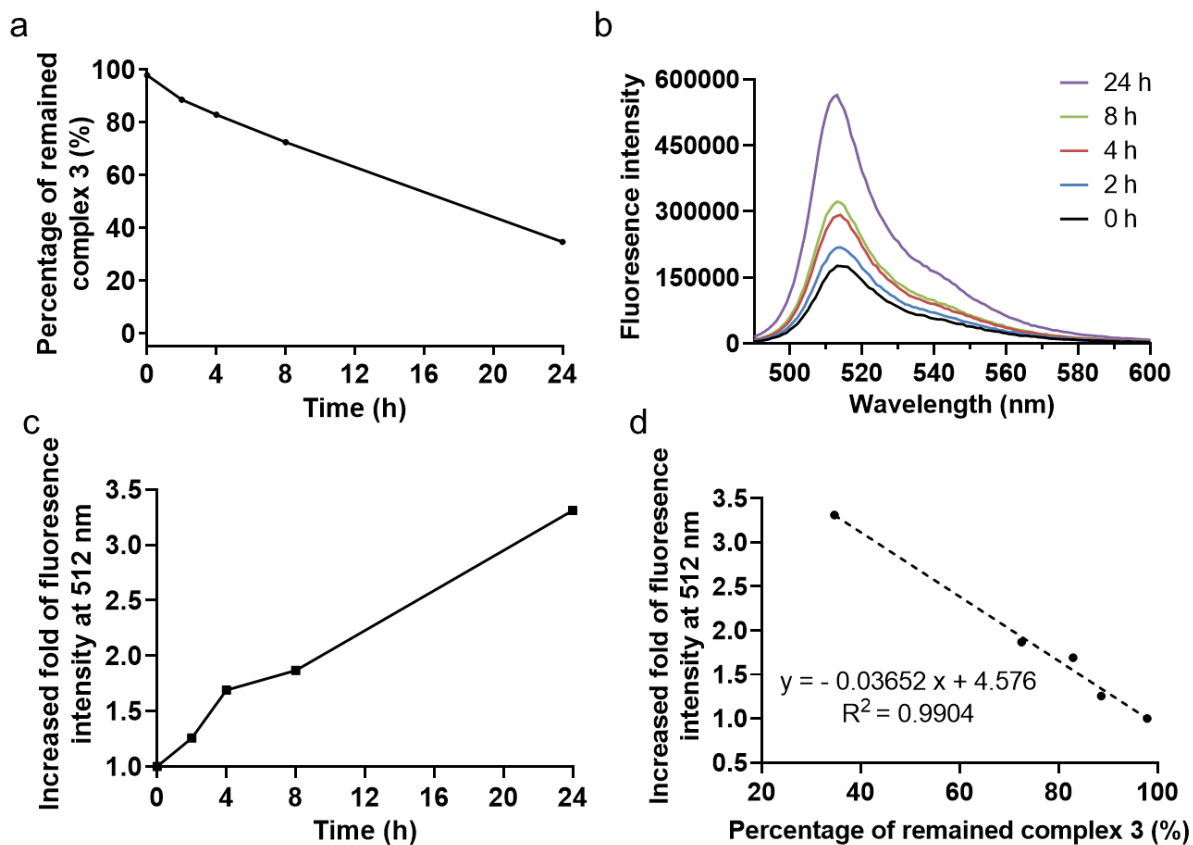 a
Percentage of remained
complex 3 (%)
100
80
60
40
20
0
0 4 8 12 16 20 24
Time (h)
b
Fluoresence intensity
600000
450000
300000
150000
0
500 520 540 560 580 600
Wavelength (nm)
24 h
8 h
4 h
2 h
0 h
c
Increased fold of fluoresence
intensity at 512 nm
3.5
3.0
2.5
2.0
1.5
1.0
0 4 8 12 16 20 24
Time (h)
d
Increased fold of fluoresence
intensity at 512 nm
3.5
3.0
2.5
2.0
1.5
1.0
0.5
y = - 0.03652 x + 4.576
R² = 0.9904
20 40 60 80 100
Percentage of remained complex 3 (%)